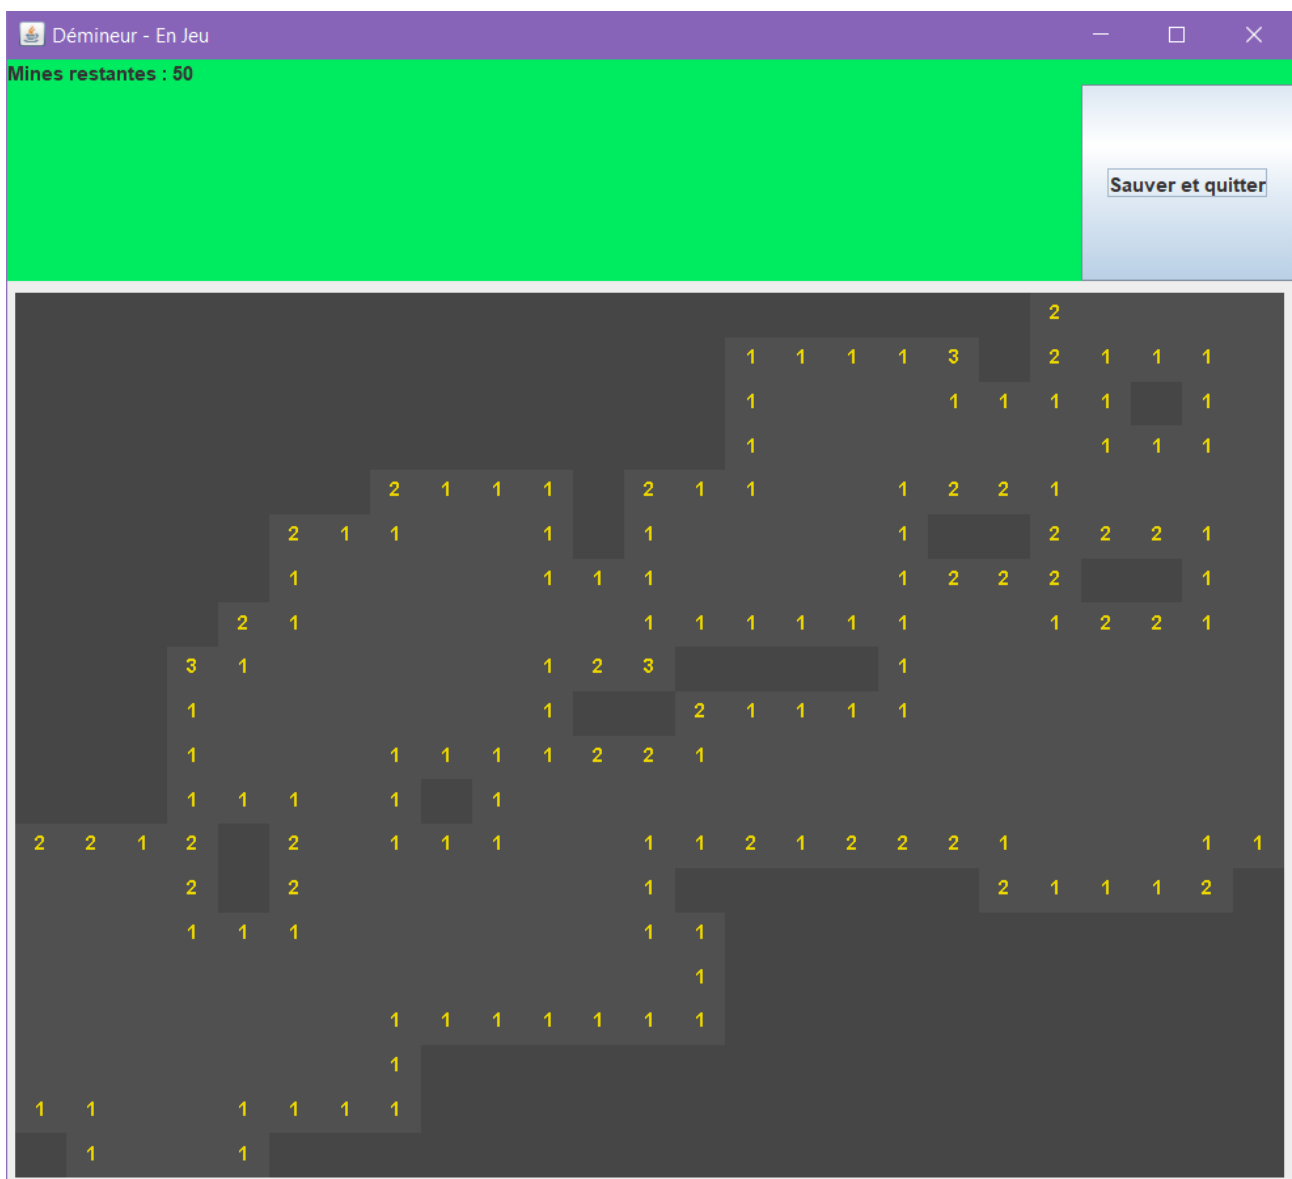 Démineur - En Jeu
Mines restantes : 50
Sauver et quitter
2
1 1 1 1 3 2 1 1 1
1 1 1 1 1 1
1 1 1 1
2 1 1 1 2 1 1 1 2 2 1
2 1 1 1 1 1 2 2 2 1
1 1 1 1 1 2 2 2 1
2 1 1 1 1 1 1 1 1 2 2 1
3 1 1 2 3 1
1 1 2 1 1 1 1
1 1 1 1 1 2 2 1
1 1 1 1 1
2 2 1 2 2 1 1 1 1 1 2 1 2 2 2 1 1 1
2 2 1 2 1 1 1 2
1 1 1 1 1
1
1 1 1 1 1 1 1
1
1 1 1 1 1 1
1 1